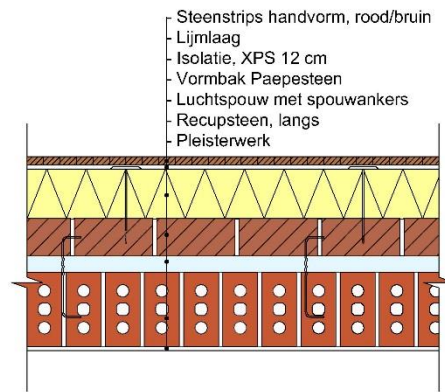 Steenstrips handvorm, rood/bruin
Lijmlaag
Isolatie, XPS 12 cm
Vormbak Paepesteen
Luchtspouw met spouwankers
Recupsteen, langs
Pleisterwerk